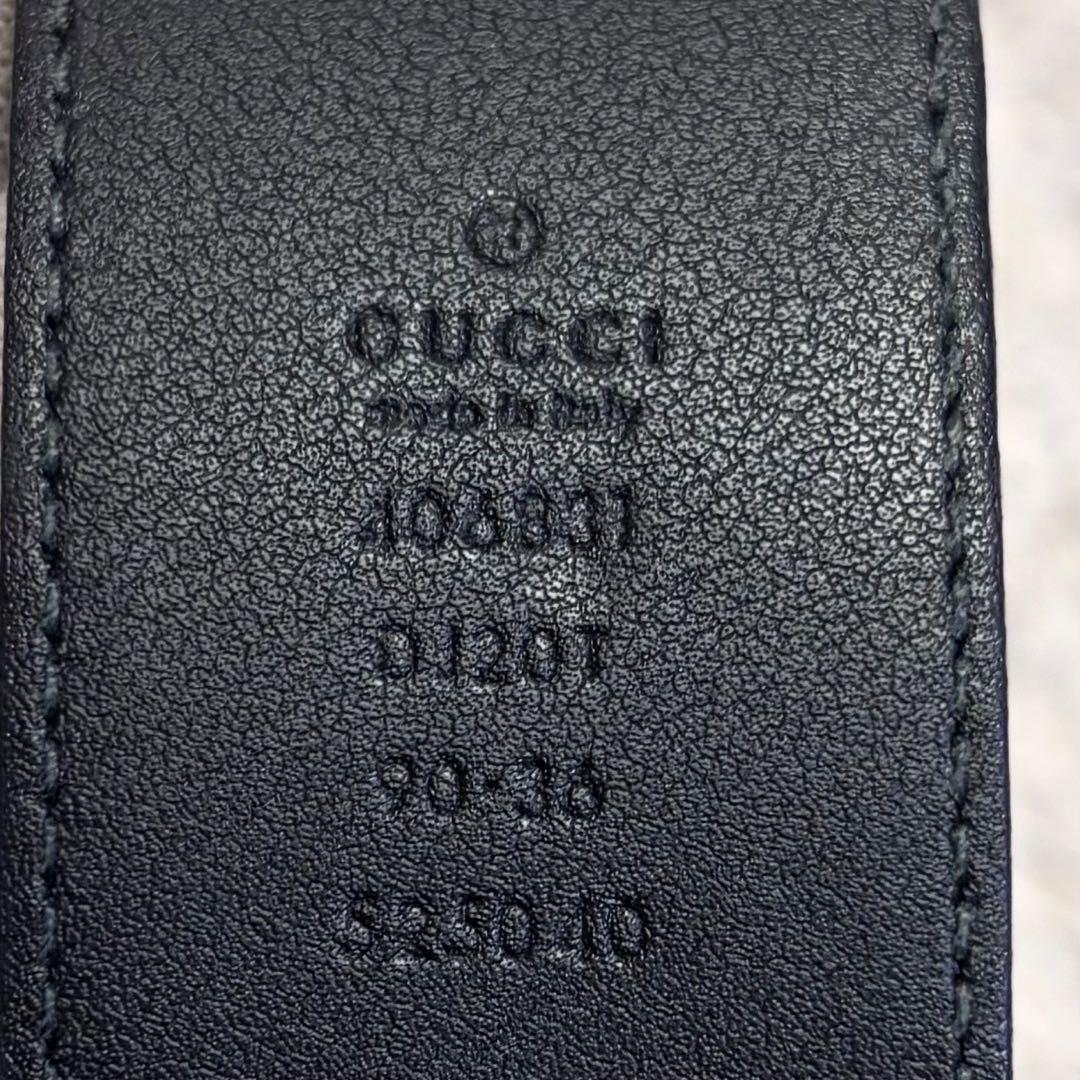 GUCCI
made in Italy
406831
DJ20T
90·36